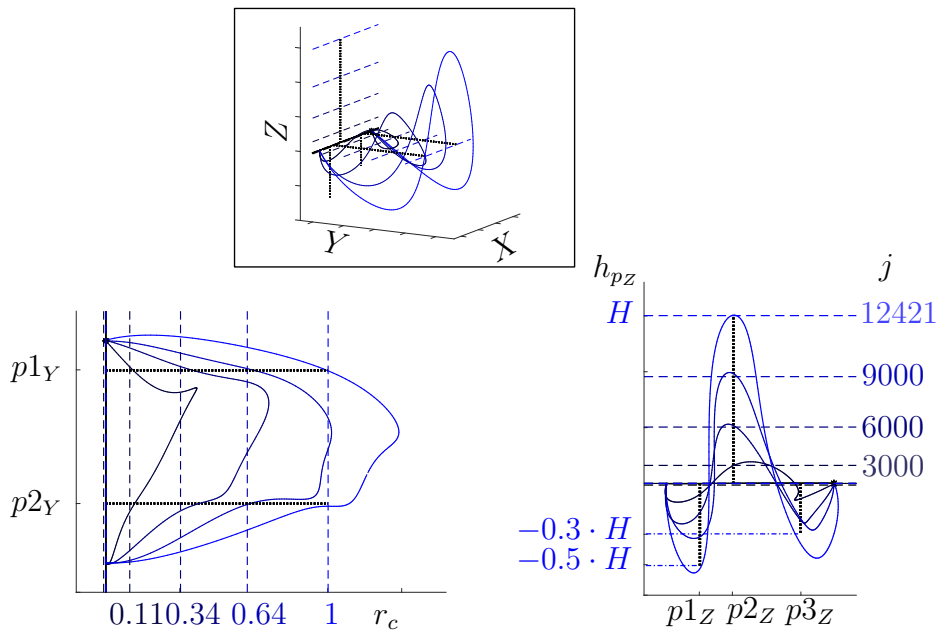 Z
Y
X
h_{p_Z}
j
H
12421
p1_Y
9000
6000
3000
p2_Y
−0.3 · H
−0.5 · H
0.11
0.34
0.64
1
r_c
p1_Z
p2_Z
p3_Z